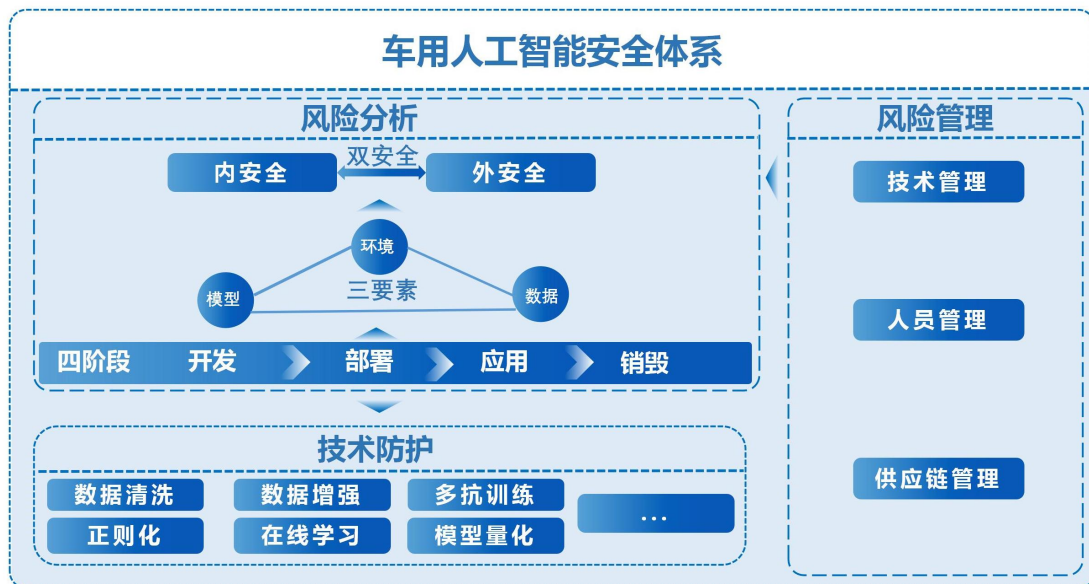 车用人工智能安全体系
风险分析
双安全
内安全
外安全
环境
三要素
模型
数据
四阶段 开发 部署 应用 销毁
技术防护
数据清洗 数据增强 多抗训练 ...
正则化 在线学习 模型量化
风险管理
技术管理
人员管理
供应链管理